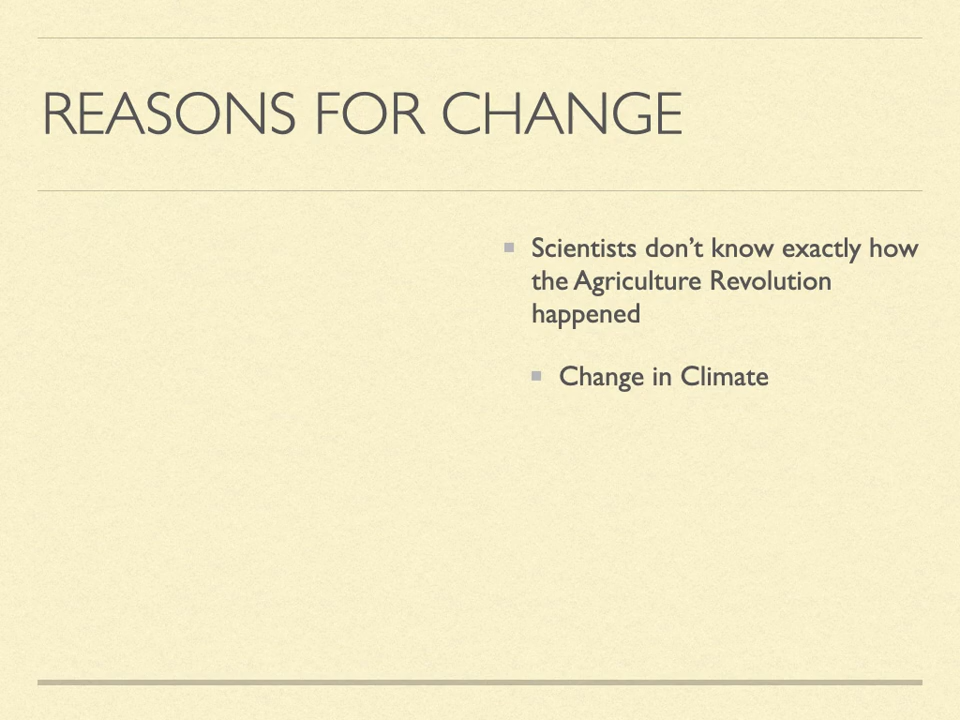 REASONS FOR CHANGE
Scientists don’t know exactly how
the Agriculture Revolution
happened
Change in Climate